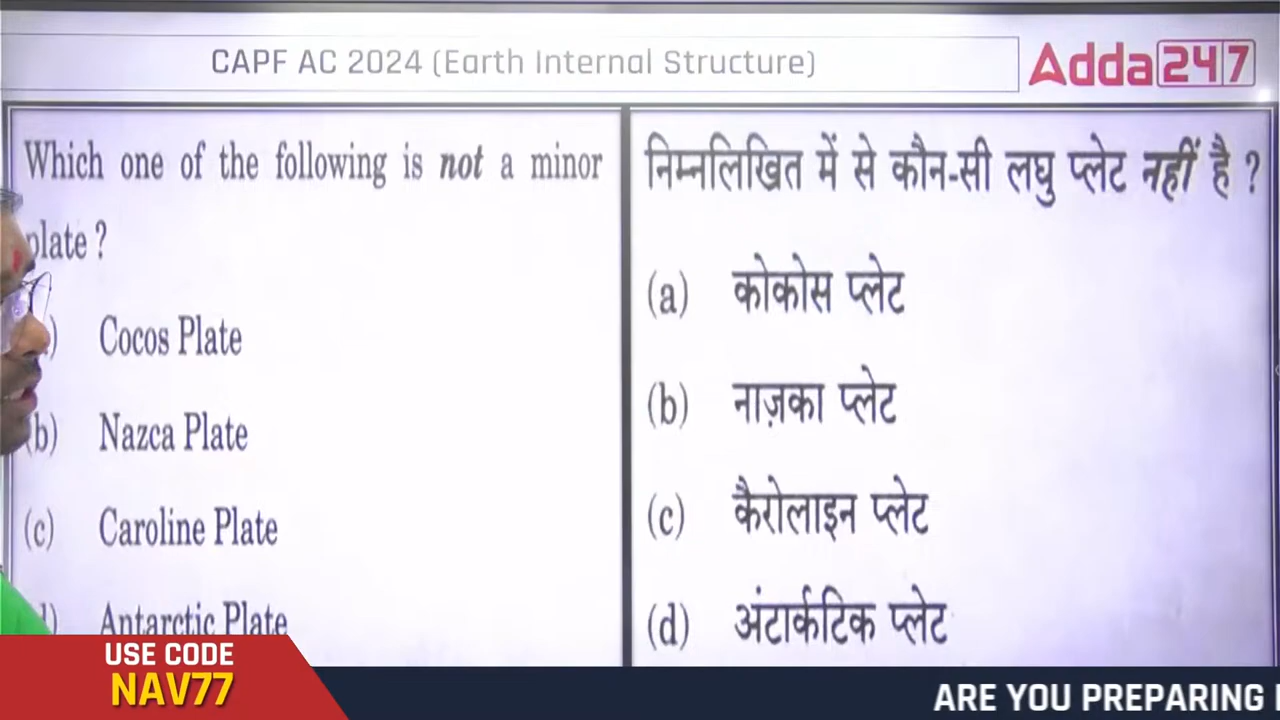 CAPF AC 2024 (Earth Internal Structure)
Adda247
Which one of the following is not a minor
plate ?
Cocos Plate
(b) Nazca Plate
(c) Caroline Plate
Antarctic Plate
निम्नलिखित में से कौन-सी लघु प्लेट नहीं है ?
(a) कोकोस प्लेट
(b) नाज़का प्लेट
(c) कैरोलाइन प्लेट
(d) अंटार्कटिक प्लेट
USE CODE
NAV77
ARE YOU PREPARING